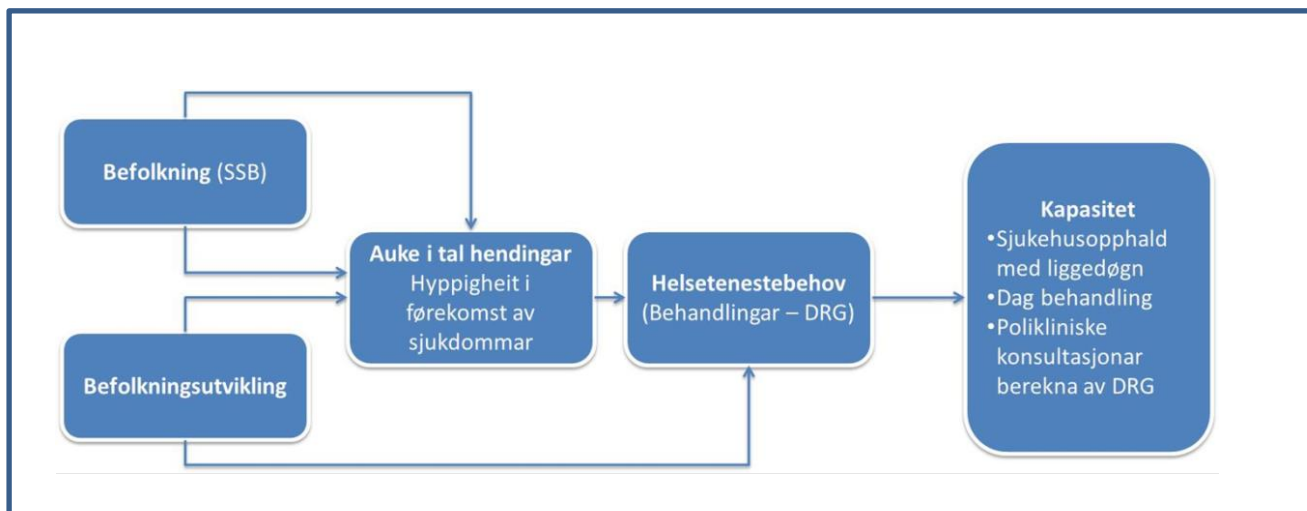 Befolkning (SSB)
Befolkningsutvikling
Auke i tal hendingar
Hyppigheit i
førekomst av
sjukdommar
Helsetenestebehov
(Behandlingar – DRG)
Kapasitet
•Sjukehusopphald
med liggedøgn
•Dag behandling
•Polikliniske
konsultasjonar
berekna av DRG